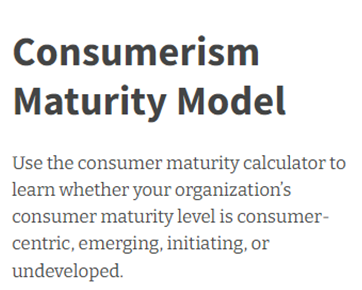 Consumerism
Maturity Model
Use the consumer maturity calculator to
learn whether your organization’s
consumer maturity level is consumer-
centric, emerging, initiating, or
undeveloped.